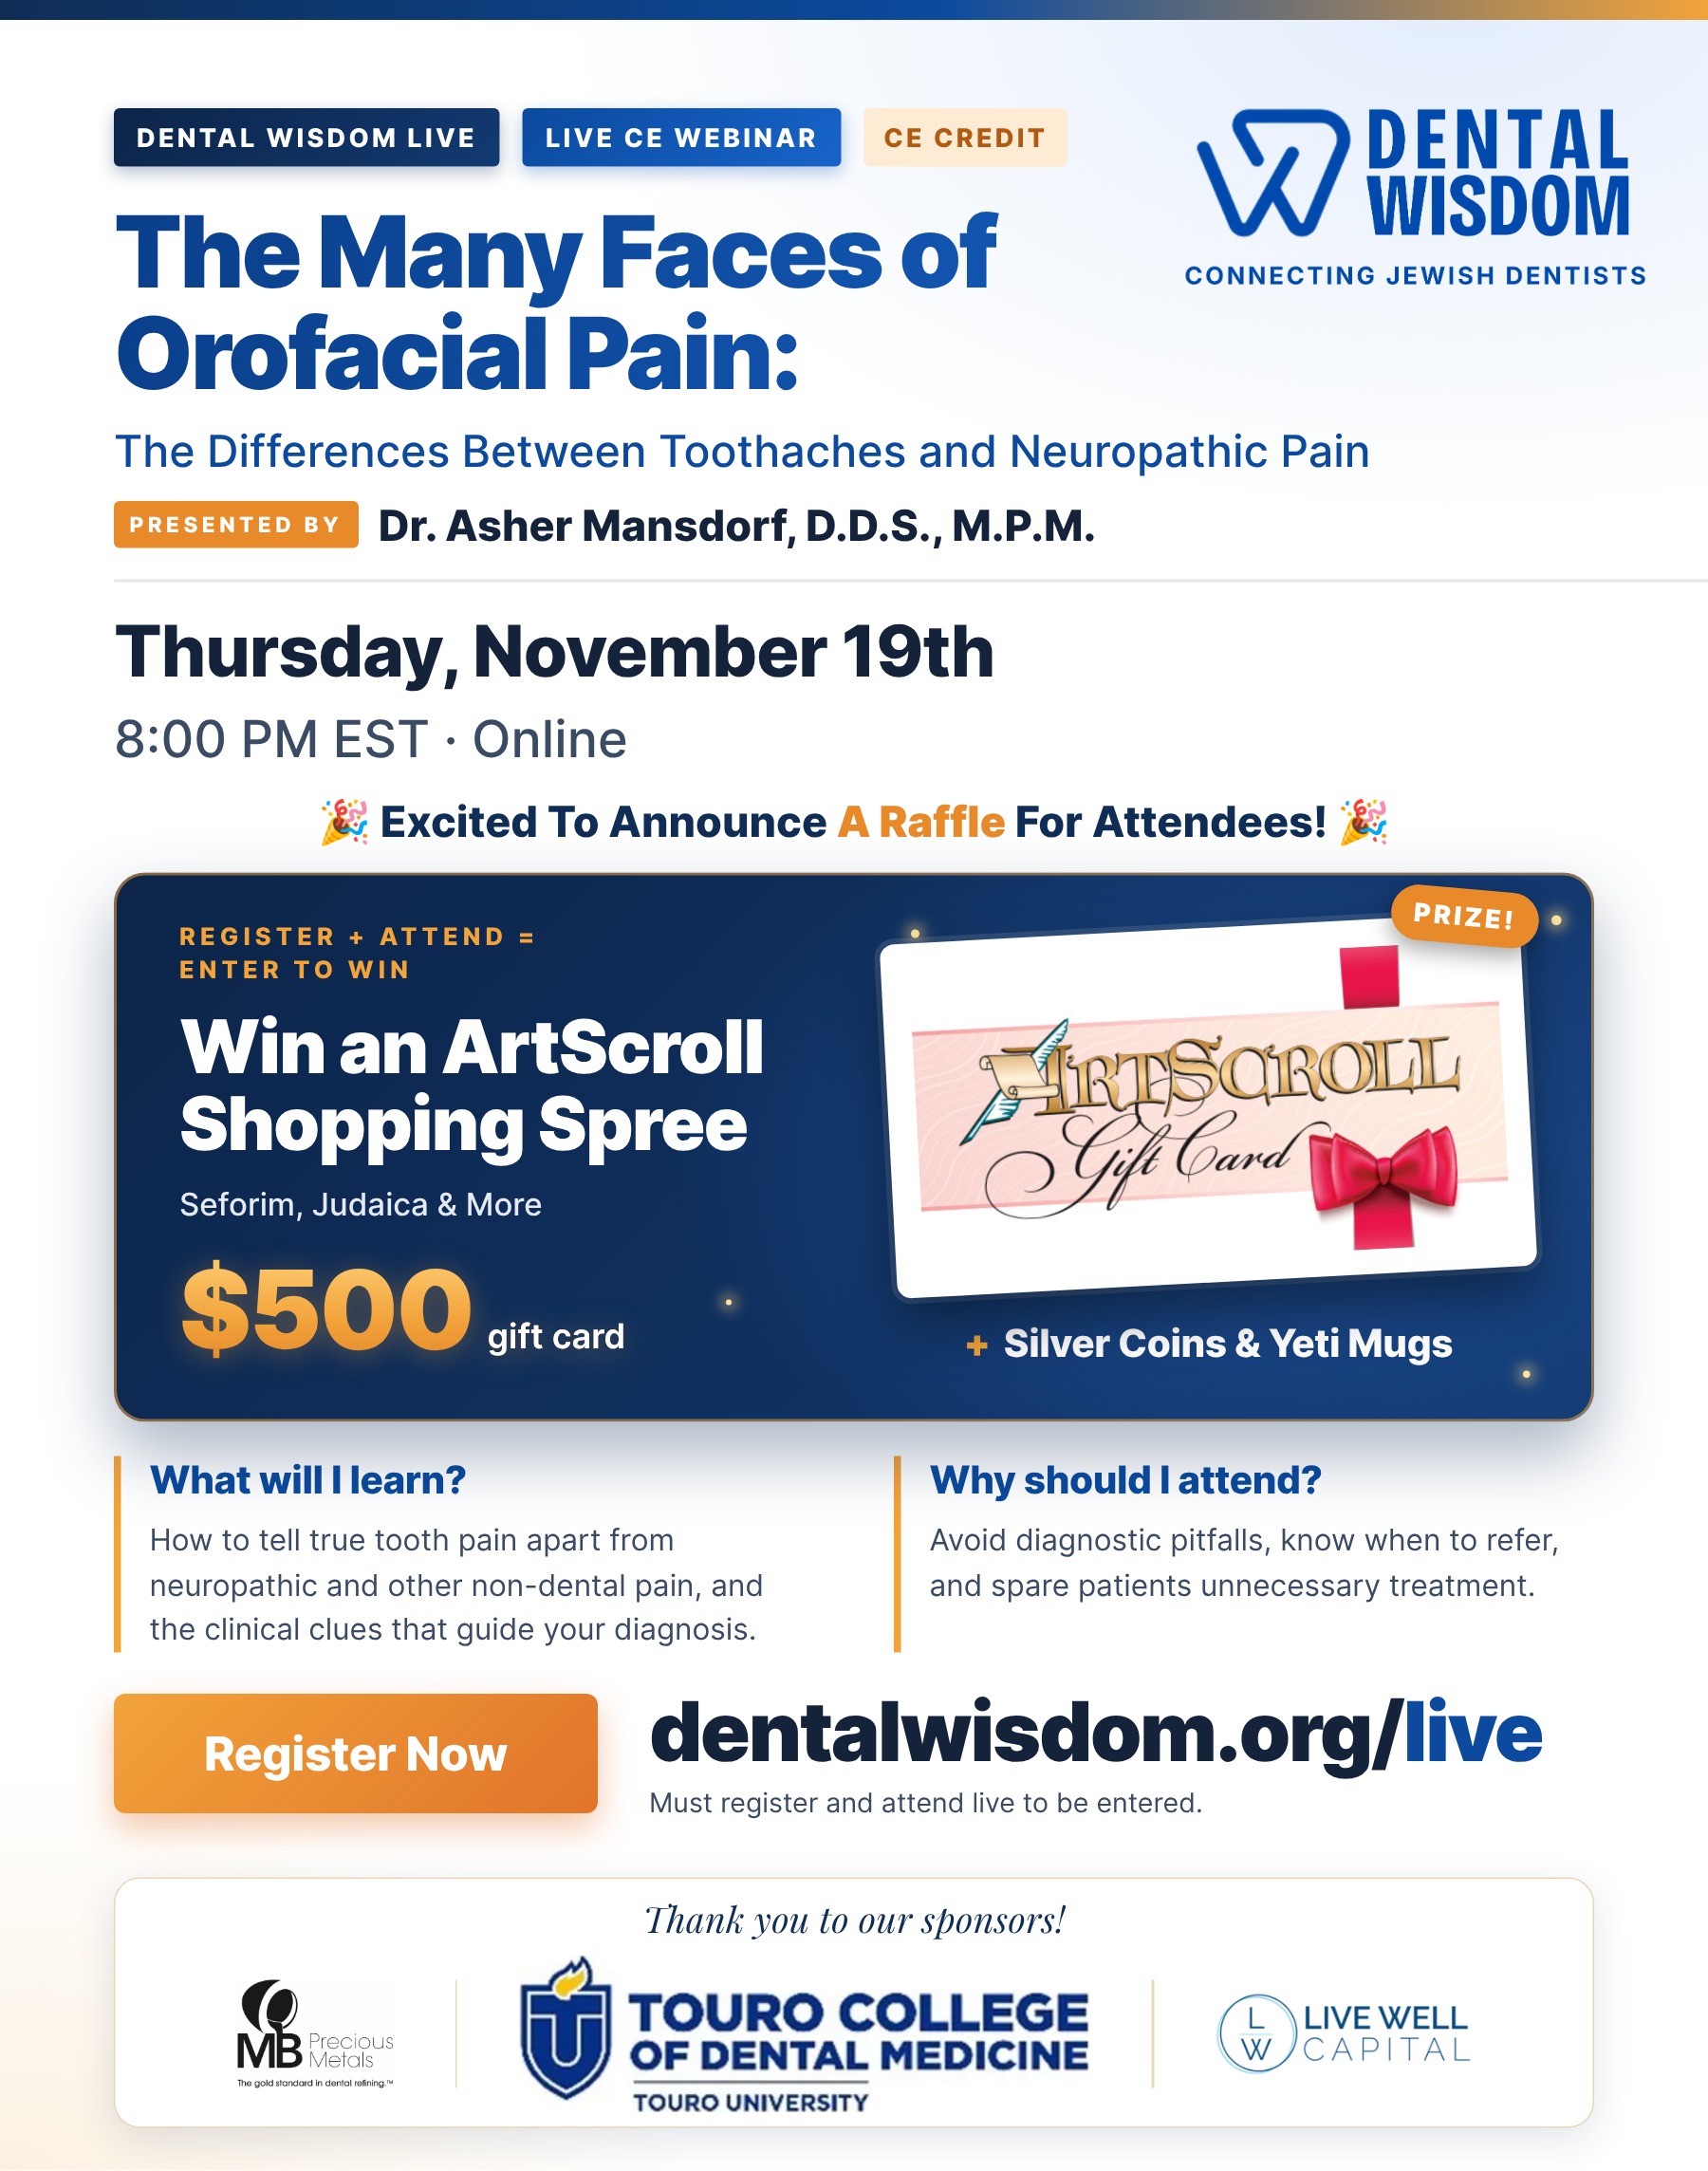 DENTAL WISDOM LIVE
LIVE CE WEBINAR
CE CREDIT
DENTAL
WISDOM
CONNECTING JEWISH DENTISTS
The Many Faces of
Orofacial Pain:
The Differences Between Toothaches and Neuropathic Pain
PRESENTED BY Dr. Asher Mansdorf, D.D.S., M.P.M.
Thursday, November 19th
8:00 PM EST · Online
🎉 Excited To Announce A Raffle For Attendees! 🎉
REGISTER + ATTEND =
ENTER TO WIN
Win an ArtScroll
Shopping Spree
Seforim, Judaica & More
$500 gift card
PRIZE!
ARTSCROLL
Gift Card
+ Silver Coins & Yeti Mugs
What will I learn?
How to tell true tooth pain apart from
neuropathic and other non-dental pain, and
the clinical clues that guide your diagnosis.
Why should I attend?
Avoid diagnostic pitfalls, know when to refer,
and spare patients unnecessary treatment.
Register Now
dentalwisdom.org/live
Must register and attend live to be entered.
Thank you to our sponsors!
MB Precious
Metals
The gold standard in dental refining.™
TOURO COLLEGE
OF DENTAL MEDICINE
TOURO UNIVERSITY
L
W
LIVE WELL
CAPITAL